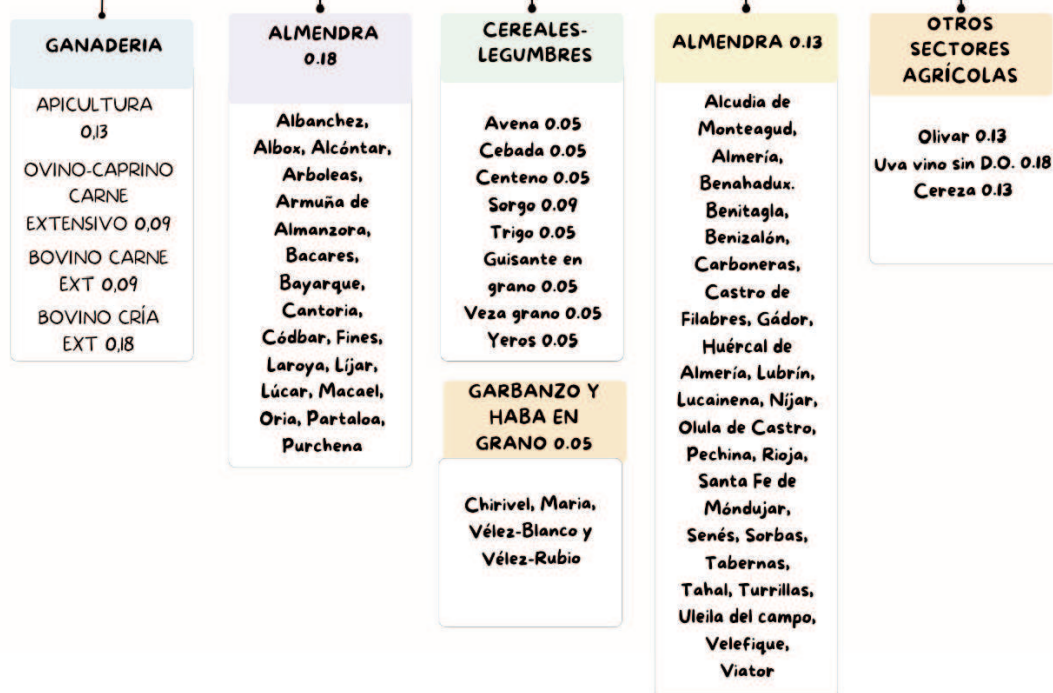 GANADERIA
APICULTURA
0,13
OVINO-CAPRINO
CARNE
EXTENSIVO 0,09
BOVINO CARNE
EXT 0,09
BOVINO CRÍA
EXT 0,18
ALMENDRA
0.18
Albanchez,
Albox, Alcóntar,
Arboleas,
Armuña de
Almanzora,
Bacares,
Bayarque,
Cantoria,
Códbar, Fines,
Laroya, Líjar,
Lúcar, Macael,
Oria, Partaloa,
Purchena
CEREALES-
LEGUMBRES
Avena 0.05
Cebada 0.05
Centeno 0.05
Sorgo 0.09
Trigo 0.05
Guisante en
grano 0.05
Veza grano 0.05
Yeros 0.05
GARBANZO Y
HABA EN
GRANO 0.05
Chirivel, Maria,
Vélez-Blanco y
Vélez-Rubio
ALMENDRA 0.13
Alcudia de
Monteagud,
Almería,
Benahadux.
Benitagla,
Benizalón,
Carboneras,
Castro de
Filabres, Gádor,
Huércal de
Almería, Lubrín,
Lucainena, Níjar,
Olula de Castro,
Pechina, Rioja,
Santa Fe de
Móndujar,
Senés, Sorbas,
Tabernas,
Tahal, Turrillas,
Uleila del campo,
Velefique,
Viator
OTROS
SECTORES
AGRÍCOLAS
Olivar 0.13
Uva vino sin D.O. 0.18
Cereza 0.13